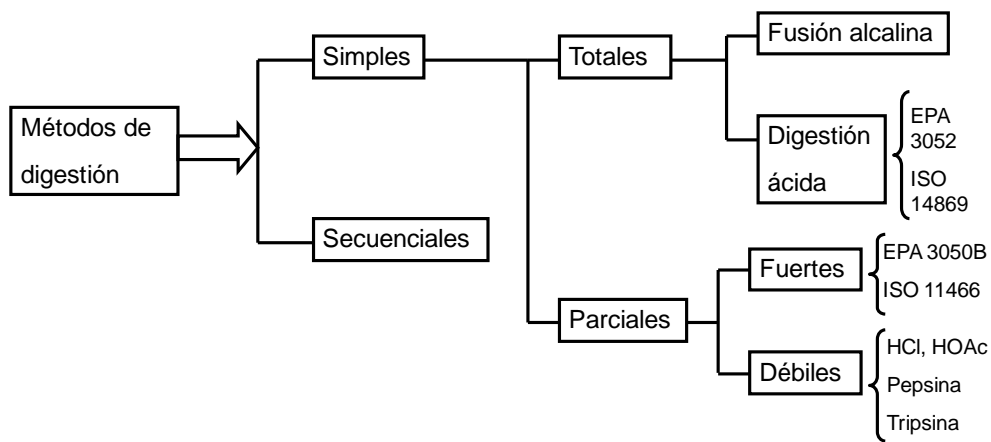 Métodos de
digestión
Simples
Secuenciales
Totales
Parciales
Fusión alcalina
Digestión
ácida
EPA
3052
ISO
14869
Fuertes
EPA 3050B
ISO 11466
Débiles
HCl, HOAc
Pepsina
Tripsina